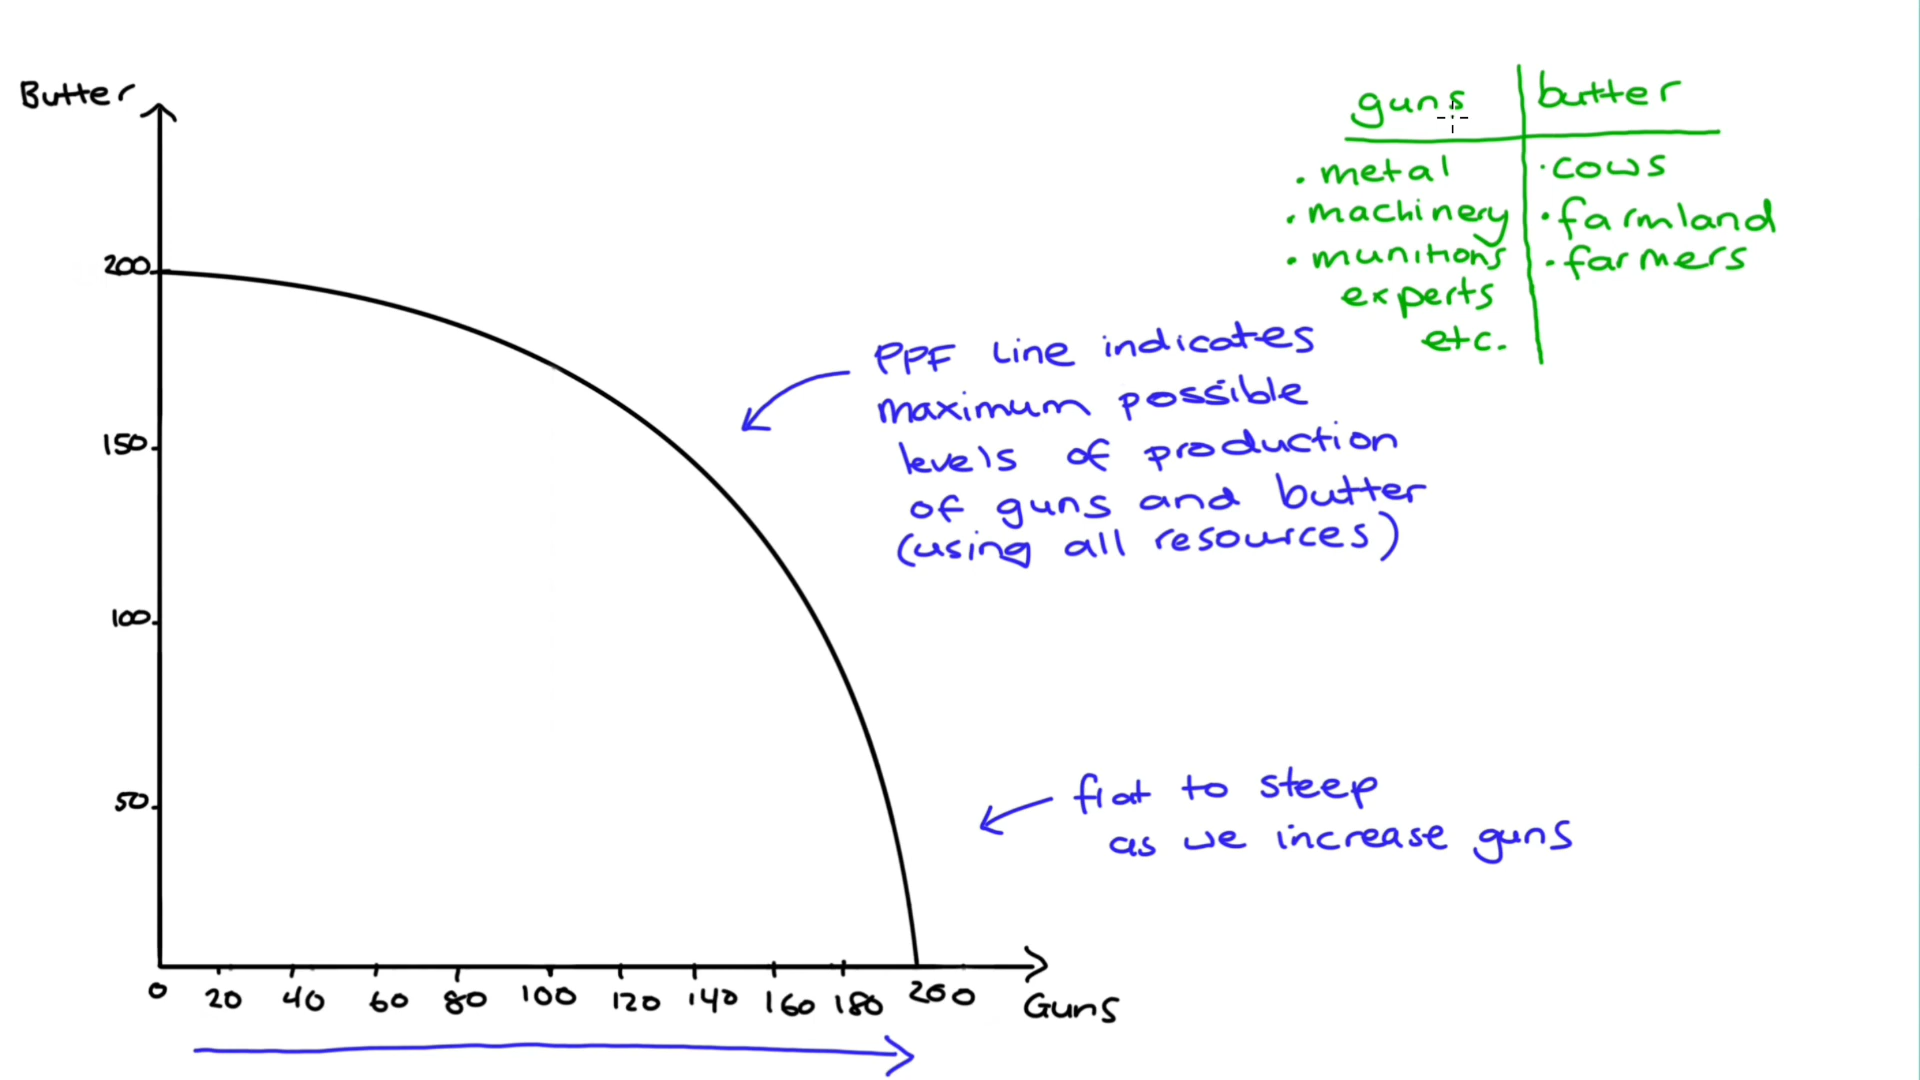 Butter
200
150
100
50
0 20 40 60 80 100 120 140 160 180 200
Guns
PPF Line indicates
maximum possible
levels of production
of guns and butter
(using all resources)
flat to steep
as we increase guns
guns butter
· metal · cows
· machinery · farmland
· munitions · farmers
experts
etc.